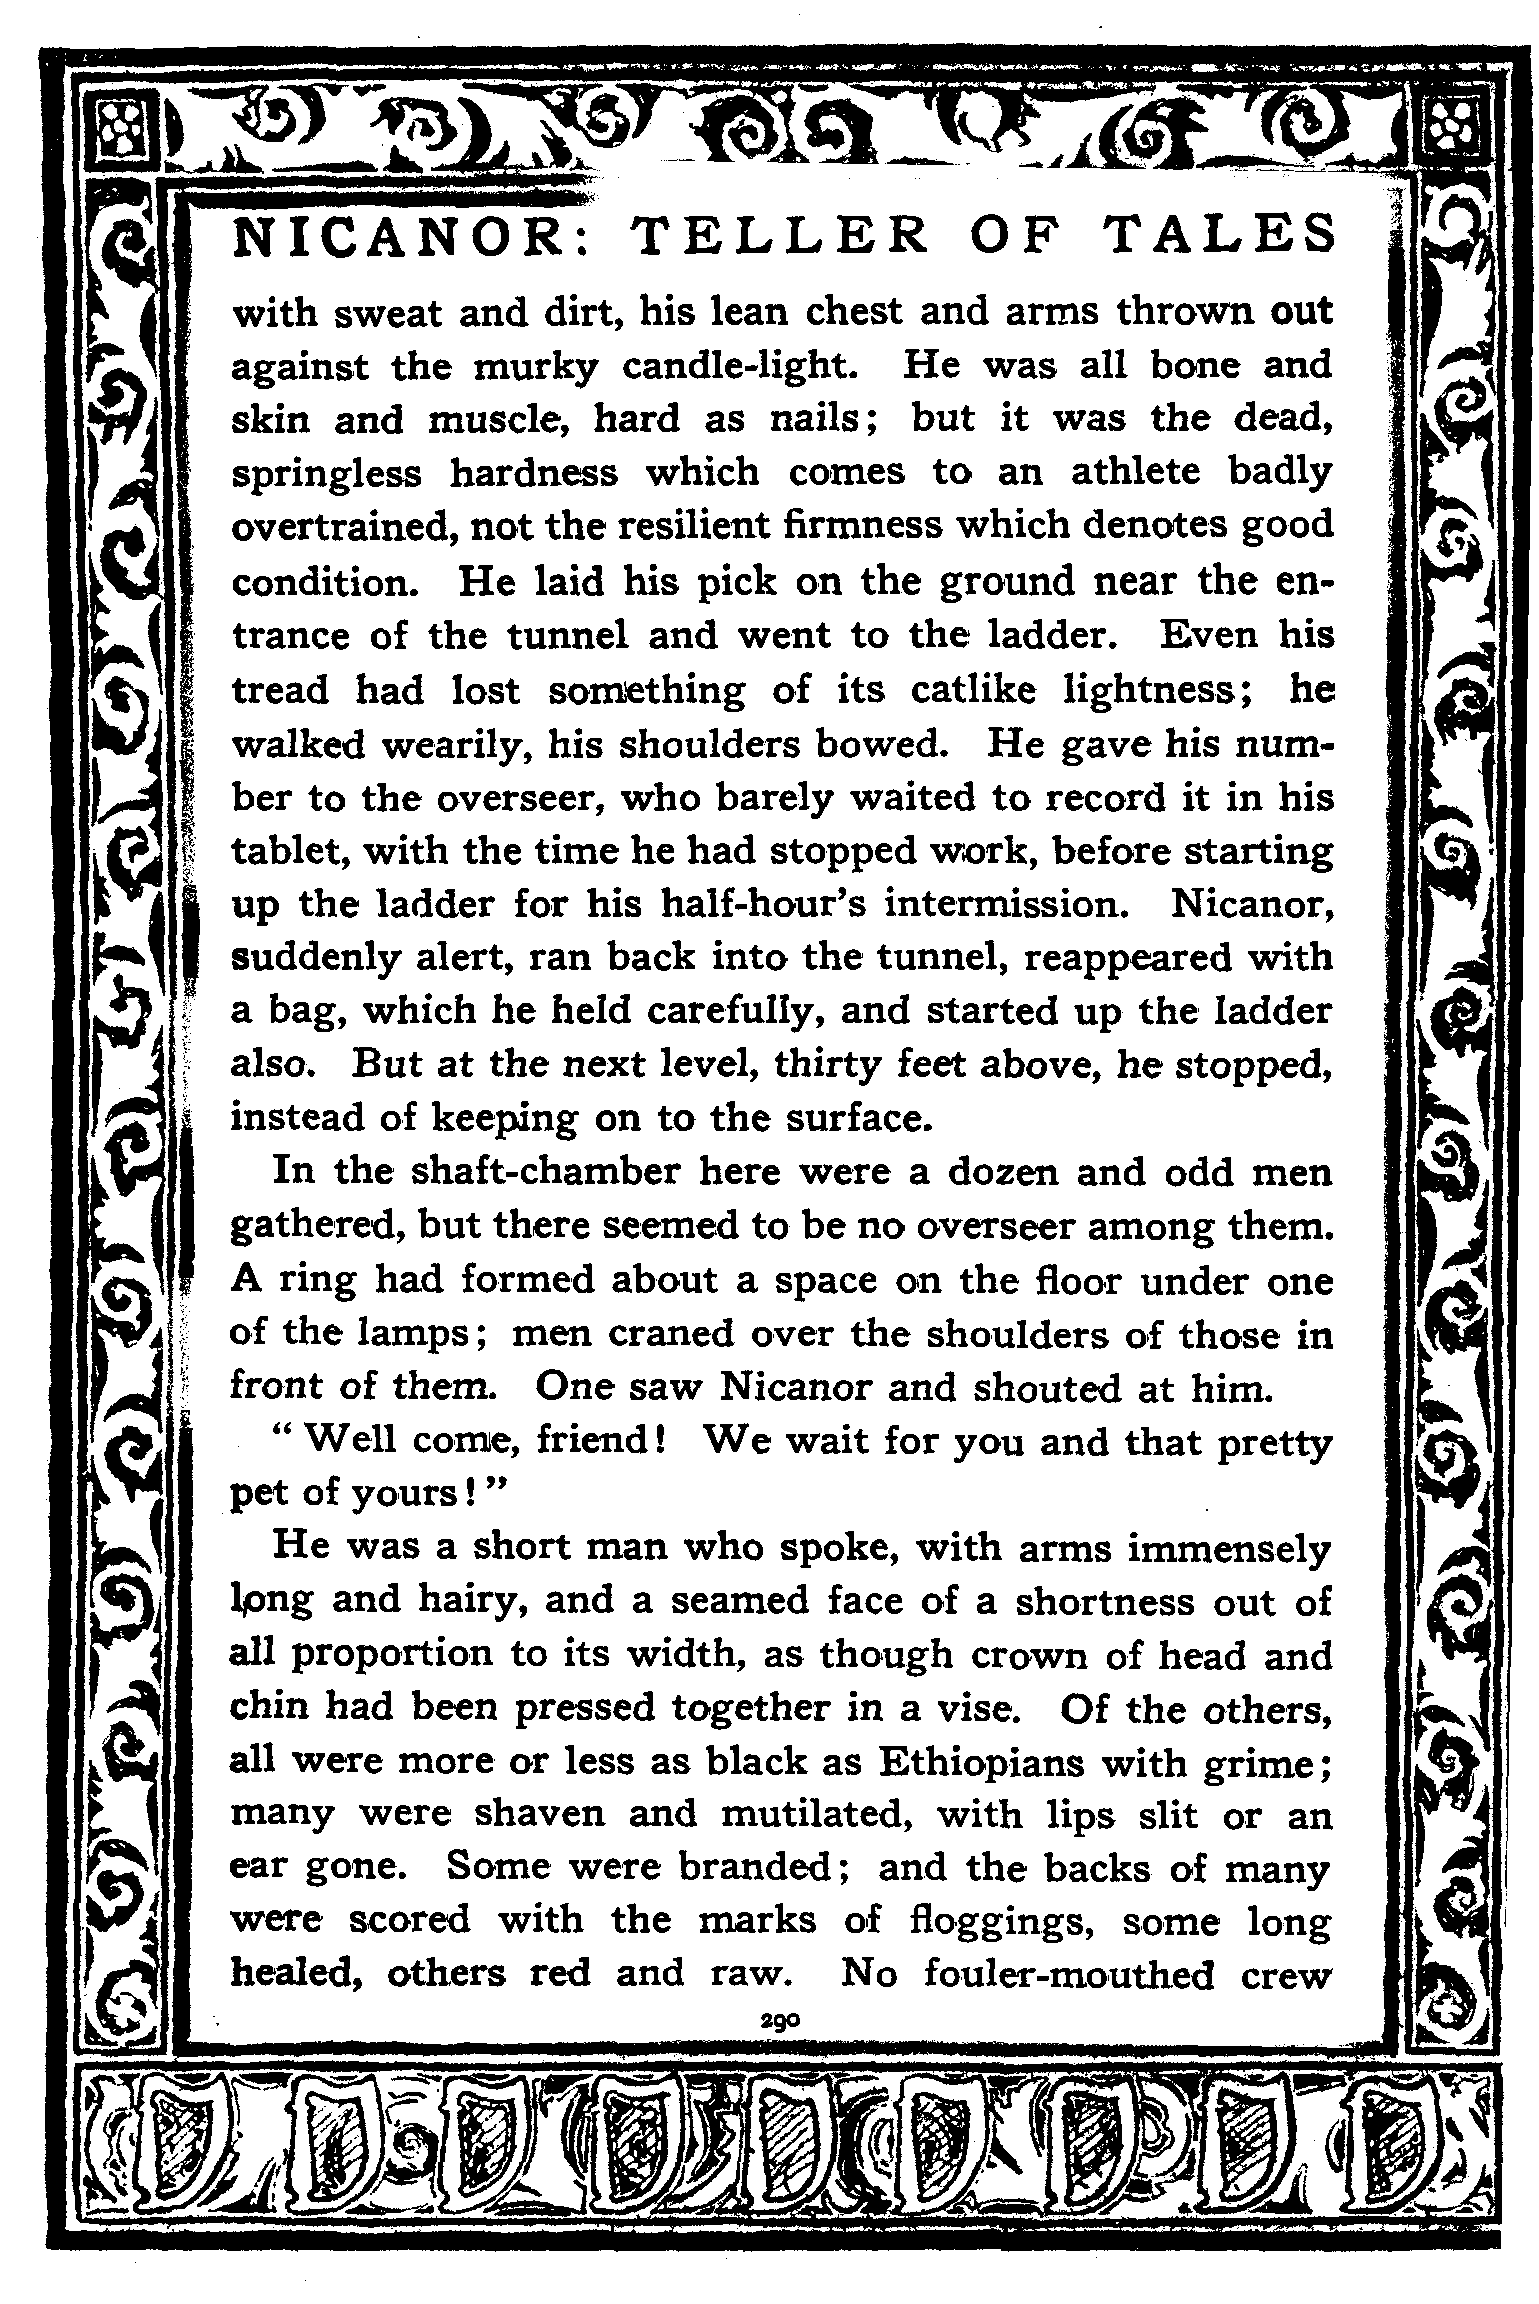 NICANOR: TELLER OF TALES
with sweat and dirt, his lean chest and arms thrown out
against the murky candle-light. He was all bone and
skin and muscle, hard as nails; but it was the dead,
springless hardness which comes to an athlete badly
overtrained, not the resilient firmness which denotes good
condition. He laid his pick on the ground near the en-
trance of the tunnel and went to the ladder. Even his
tread had lost something of its catlike lightness; he
walked wearily, his shoulders bowed. He gave his num-
ber to the overseer, who barely waited to record it in his
tablet, with the time he had stopped work, before starting
up the ladder for his half-hour's intermission. Nicanor,
suddenly alert, ran back into the tunnel, reappeared with
a bag, which he held carefully, and started up the ladder
also. But at the next level, thirty feet above, he stopped,
instead of keeping on to the surface.
In the shaft-chamber here were a dozen and odd men
gathered, but there seemed to be no overseer among them.
A ring had formed about a space on the floor under one
of the lamps; men craned over the shoulders of those in
front of them. One saw Nicanor and shouted at him.
"Well come, friend! We wait for you and that pretty
pet of yours!"
He was a short man who spoke, with arms immensely
long and hairy, and a seamed face of a shortness out of
all proportion to its width, as though crown of head and
chin had been pressed together in a vise. Of the others,
all were more or less as black as Ethiopians with grime;
many were shaven and mutilated, with lips slit or an
ear gone. Some were branded; and the backs of many
were scored with the marks of floggings, some long
healed, others red and raw. No fouler-mouthed crew
290